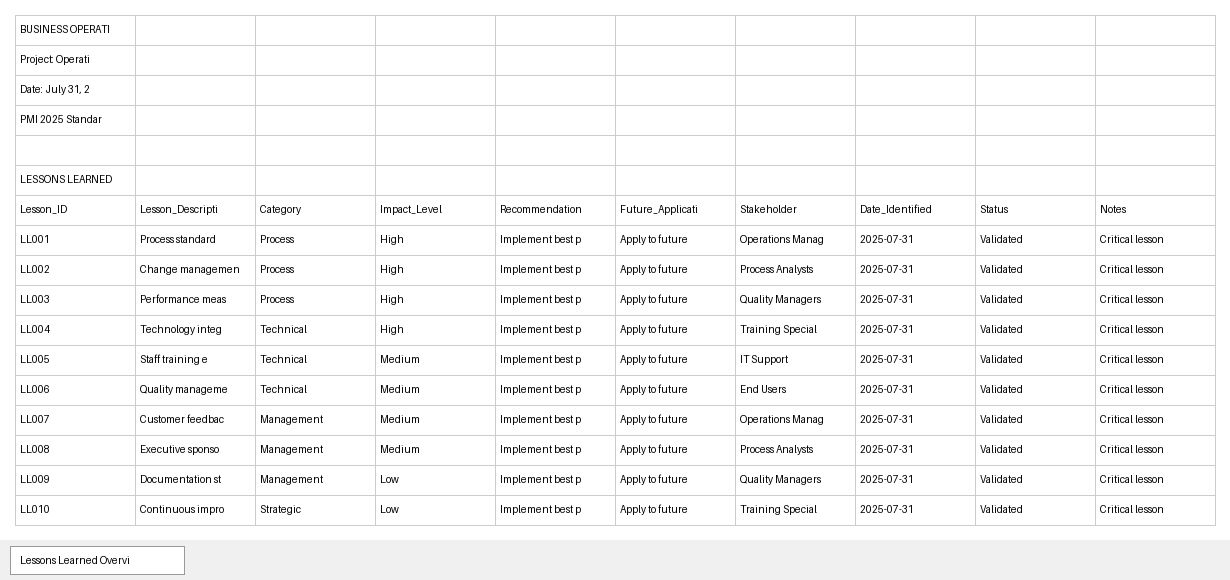 BUSINESS OPERATI
Project: Operati
Date: July 31, 2
PMI 2025 Standar
LESSONS LEARNED
Lesson_ID Lesson_Descripti Category Impact_Level Recommendation Future_Applicati Stakeholder Date_Identified Status Notes
LL001 Process standard Process High Implement best p Apply to future Operations Manag 2025-07-31 Validated Critical lesson
LL002 Change managemen Process High Implement best p Apply to future Process Analysts 2025-07-31 Validated Critical lesson
LL003 Performance meas Process High Implement best p Apply to future Quality Managers 2025-07-31 Validated Critical lesson
LL004 Technology integ Technical High Implement best p Apply to future Training Special 2025-07-31 Validated Critical lesson
LL005 Staff training e Technical Medium Implement best p Apply to future IT Support 2025-07-31 Validated Critical lesson
LL006 Quality manageme Technical Medium Implement best p Apply to future End Users 2025-07-31 Validated Critical lesson
LL007 Customer feedbac Management Medium Implement best p Apply to future Operations Manag 2025-07-31 Validated Critical lesson
LL008 Executive sponso Management Medium Implement best p Apply to future Process Analysts 2025-07-31 Validated Critical lesson
LL009 Documentation st Management Low Implement best p Apply to future Quality Managers 2025-07-31 Validated Critical lesson
LL010 Continuous impro Strategic Low Implement best p Apply to future Training Special 2025-07-31 Validated Critical lesson
Lessons Learned Overvi